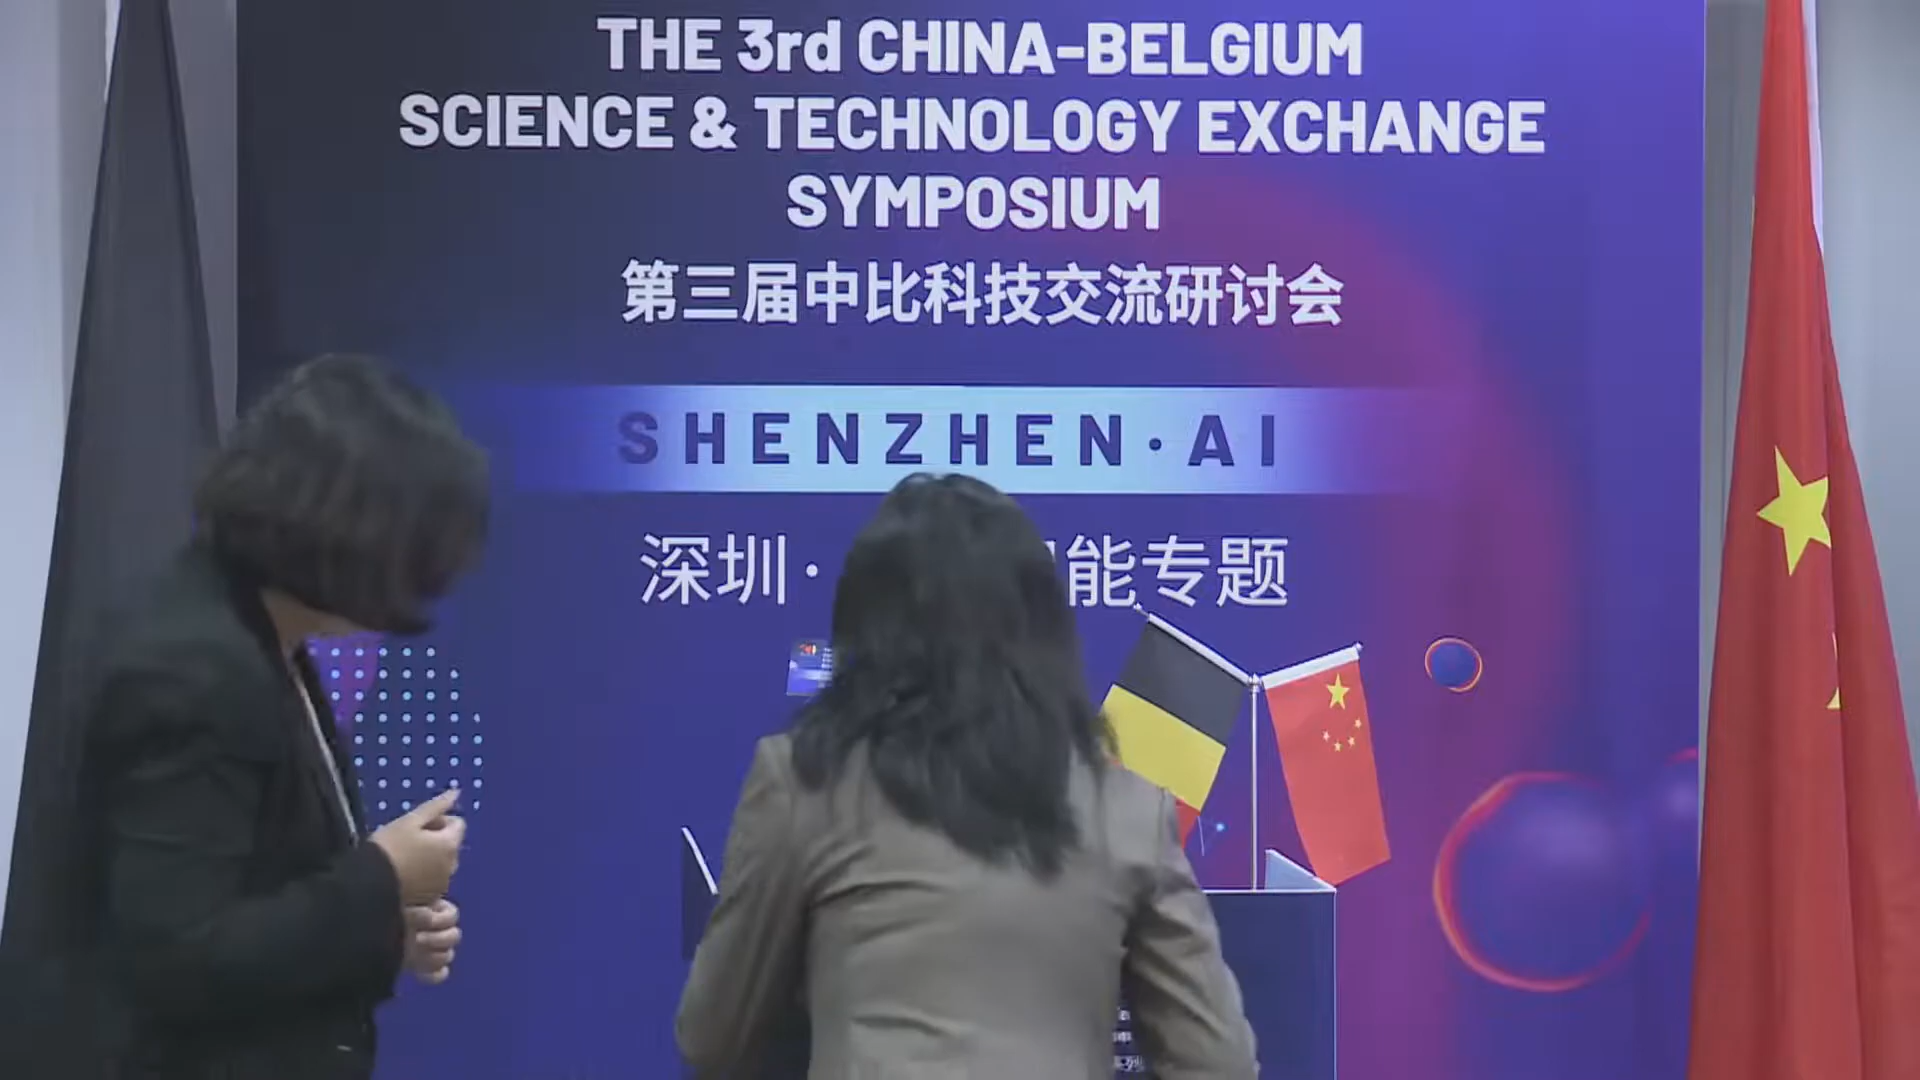 THE 3rd CHINA-BELGIUM
SCIENCE & TECHNOLOGY EXCHANGE
SYMPOSIUM
第三届中比科技交流研讨会
SHENZHEN·AI
深圳· 能专题